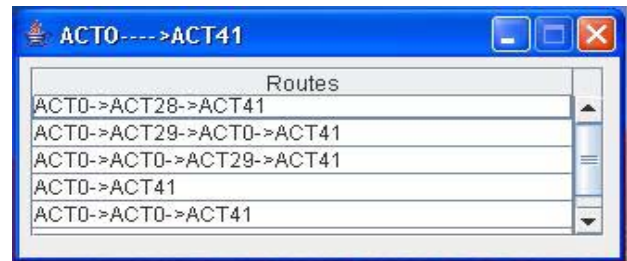 ACT0---->ACT41
Routes
ACT0->ACT28->ACT41
ACT0->ACT29->ACT0->ACT41
ACT0->ACT0->ACT29->ACT41
ACT0->ACT41
ACT0->ACT0->ACT41